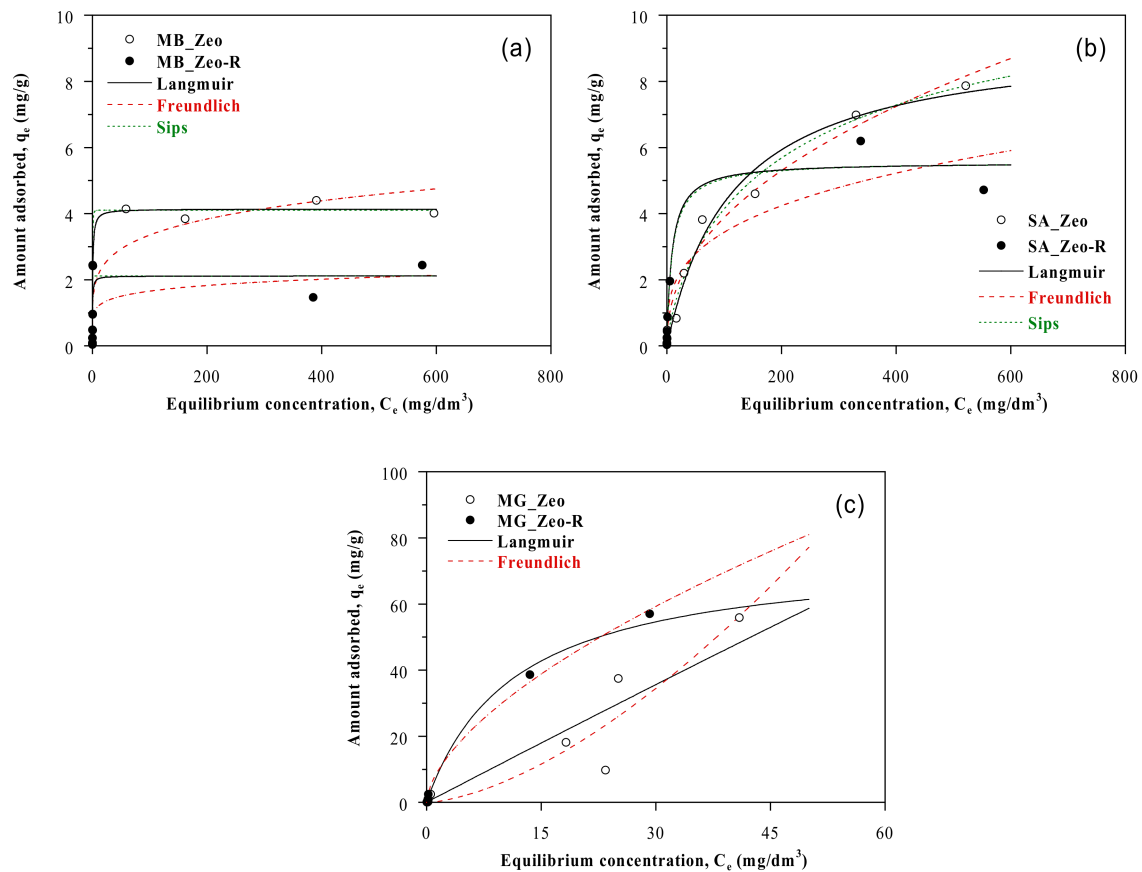 (a)
MB_Zeo
MB_Zeo-R
Langmuir
Freundlich
Sips
Amount adsorbed, qe (mg/g)
10
8
6
4
2
0
0 200 400 600 800
Equilibrium concentration, Ce (mg/dm3)
(b)
SA_Zeo
SA_Zeo-R
Langmuir
Freundlich
Sips
Amount adsorbed, qe (mg/g)
10
8
6
4
2
0
0 200 400 600 800
Equilibrium concentration, Ce (mg/dm3)
(c)
MG_Zeo
MG_Zeo-R
Langmuir
Freundlich
Amount adsorbed, qe (mg/g)
100
80
60
40
20
0
0 15 30 45 60
Equilibrium concentration, Ce (mg/dm3)